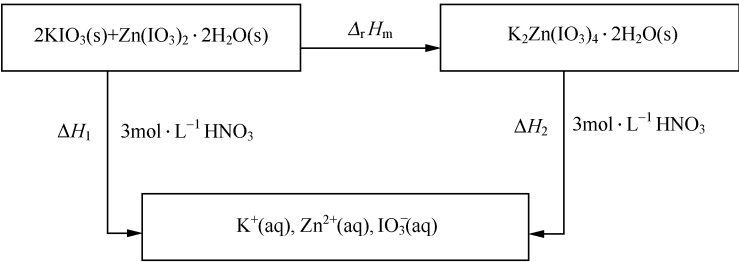 2KIO₃(s)+Zn(IO₃)₂·2H₂O(s)
Δ_rH_m
K₂Zn(IO₃)₄·2H₂O(s)
ΔH₁
3mol·L⁻¹ HNO₃
ΔH₂
3mol·L⁻¹ HNO₃
K⁺(aq), Zn²⁺(aq), IO₃⁻(aq)